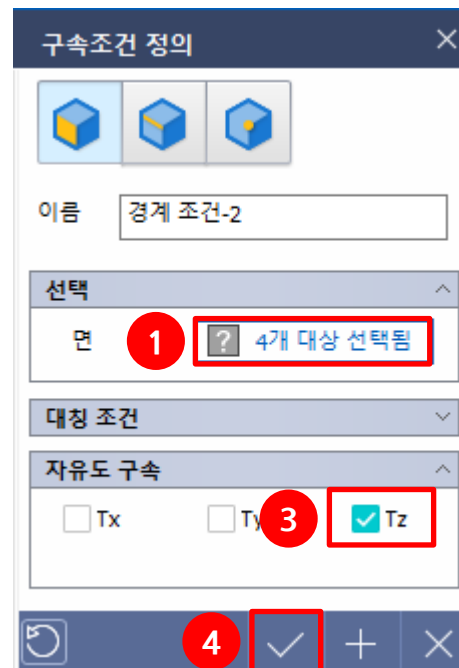 구속조건 정의
이름 경계 조건-2
선택
면 1 ? 4개 대상 선택됨
대칭 조건
자유도 구속
Tx Ty 3 Tz
4